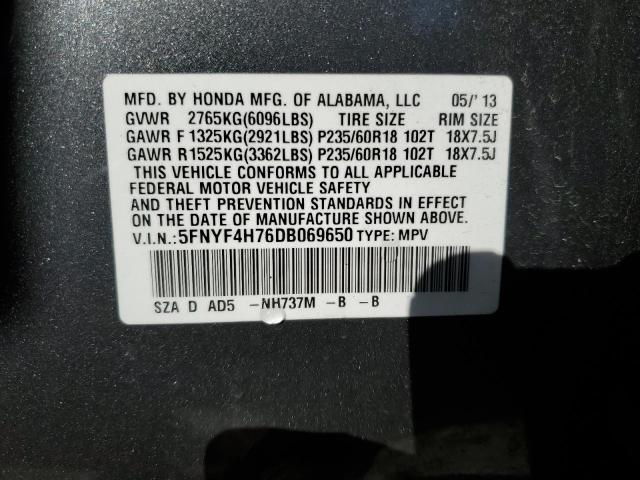 MFD. BY HONDA MFG. OF ALABAMA, LLC 05/'13
GVWR 2765KG(6096LBS) TIRE SIZE RIM SIZE
GAWR F 1325KG(2921LBS) P235/60R18 102T 18X7.5J
GAWR R 1525KG(3362LBS) P235/60R18 102T 18X7.5J
THIS VEHICLE CONFORMS TO ALL APPLICABLE
FEDERAL MOTOR VEHICLE SAFETY
AND THEFT PREVENTION STANDARDS IN EFFECT
ON THE DATE OF MANUFACTURE SHOWN ABOVE.
V.I.N.:5FNYF4H76DB069650 TYPE: MPV
SZA D AD5 -NH737M -B -B